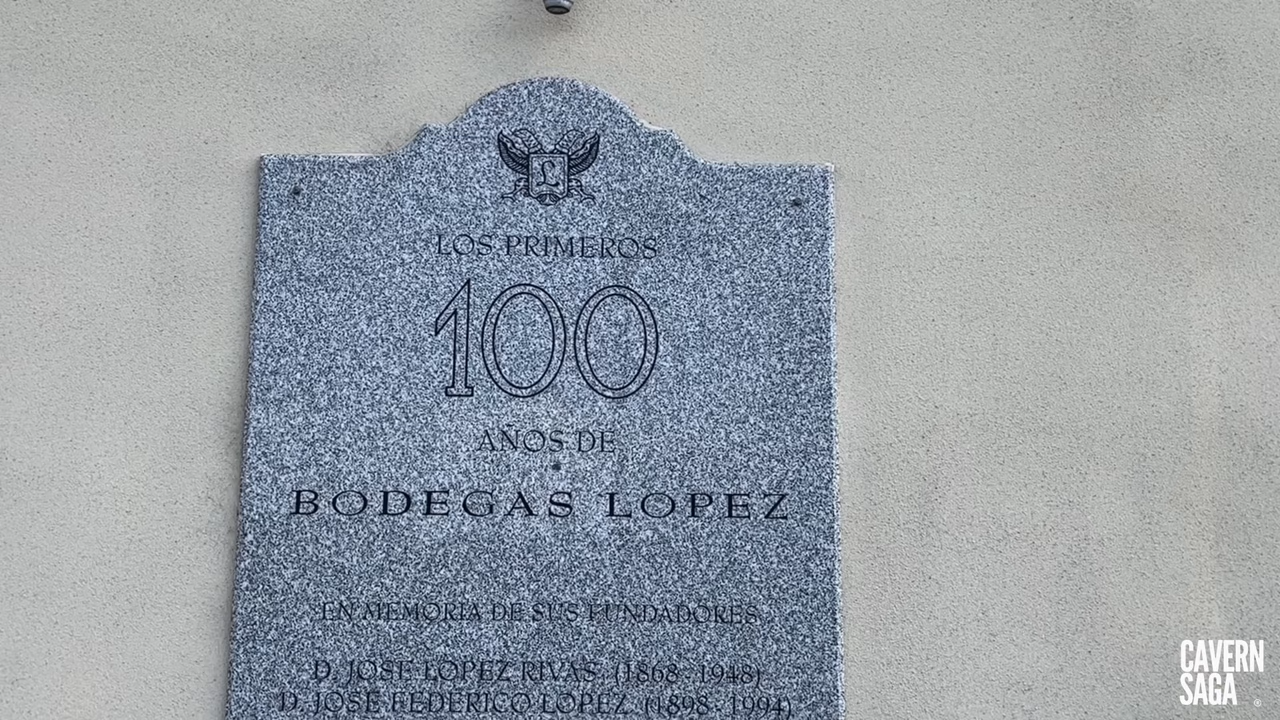 L
LOS PRIMEROS
100
AÑOS DE
BODEGAS LOPEZ
EN MEMORIA DE SUS FUNDADORES
D. JOSE LOPEZ RIVAS (1868 - 1948)
D. JOSE FEDERICO LOPEZ (1898 - 1994)
CAVERN
SAGA ®